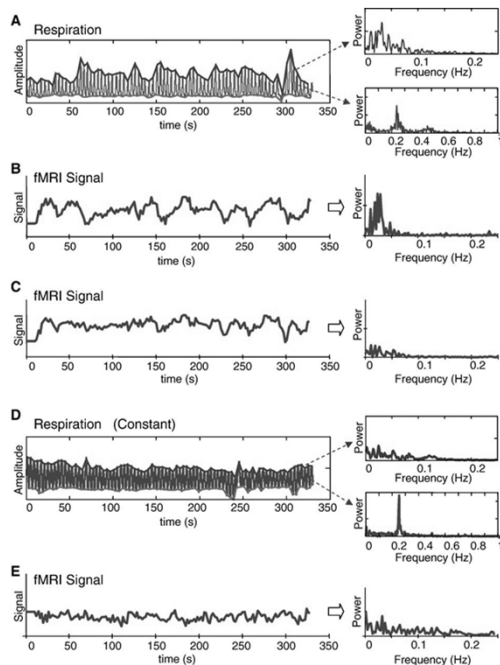 A
Respiration
Amplitude
0 50 100 150 200 250 300 350
time (s)
Power
0 0.1 0.2
Frequency (Hz)
Power
0 0.2 0.4 0.6 0.8 1
Frequency (Hz)
B
fMRI Signal
Signal
0 50 100 150 200 250 300 350
time (s)
Power
0 0.1 0.2
Frequency (Hz)
C
fMRI Signal
Signal
0 50 100 150 200 250 300 350
time (s)
Power
0 0.1 0.2
Frequency (Hz)
D
Respiration (Constant)
Amplitude
0 50 100 150 200 250 300 350
time (s)
Power
0 0.1 0.2
Frequency (Hz)
Power
0 0.2 0.4 0.6 0.8 1
Frequency (Hz)
E
fMRI Signal
Signal
0 50 100 150 200 250 300 350
time (s)
Power
0 0.1 0.2
Frequency (Hz)